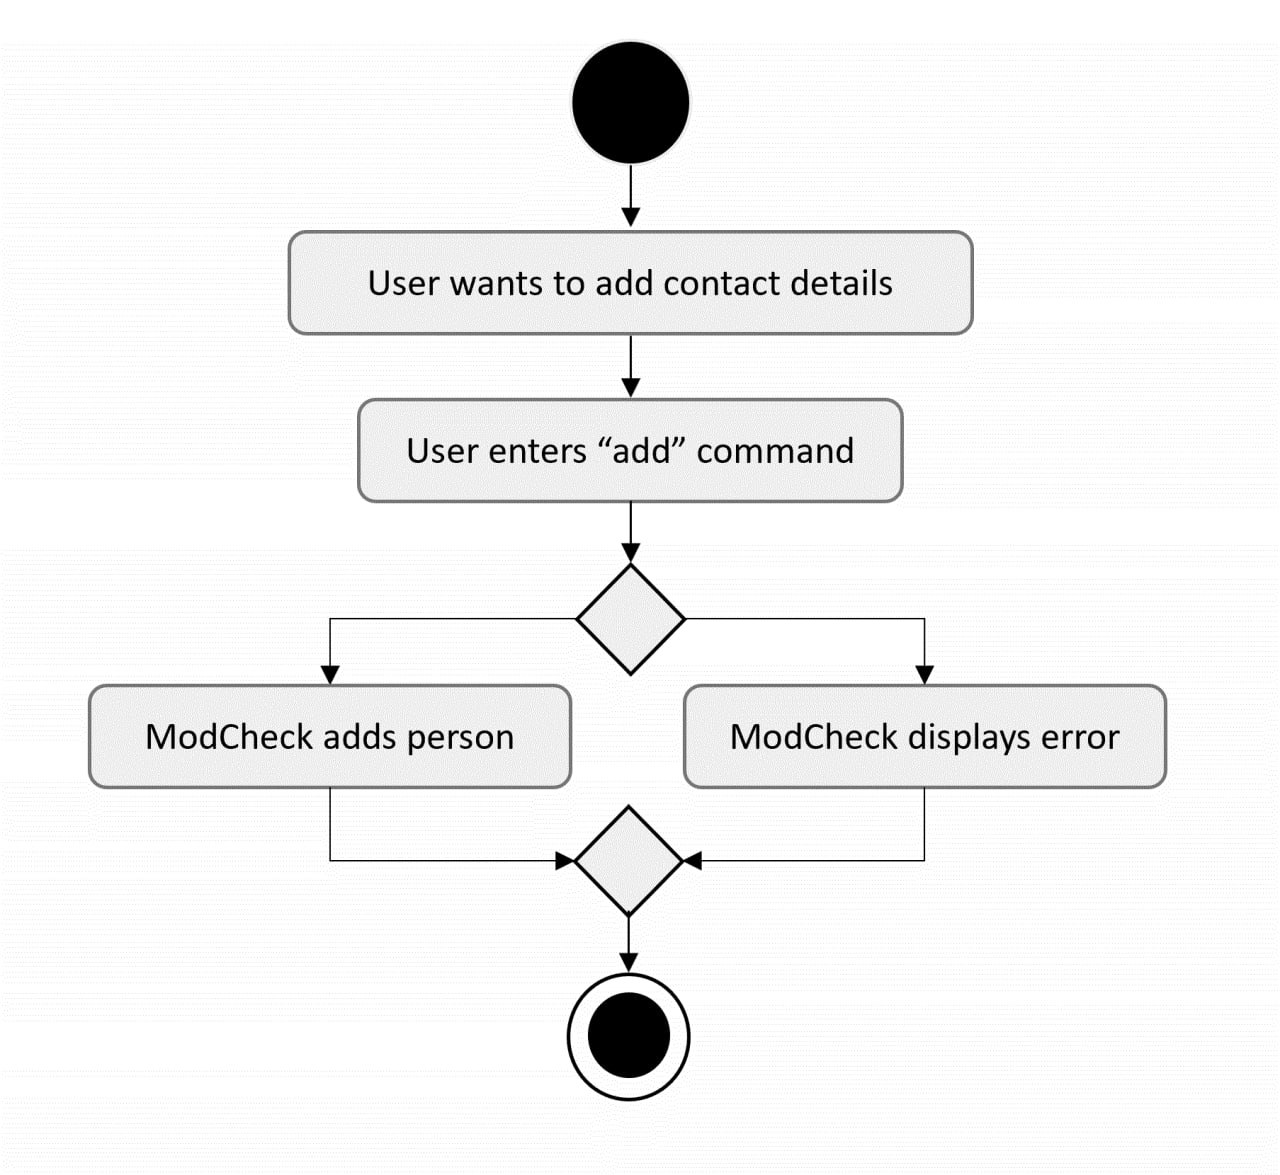 User wants to add contact details
User enters “add” command
ModCheck adds person
ModCheck displays error